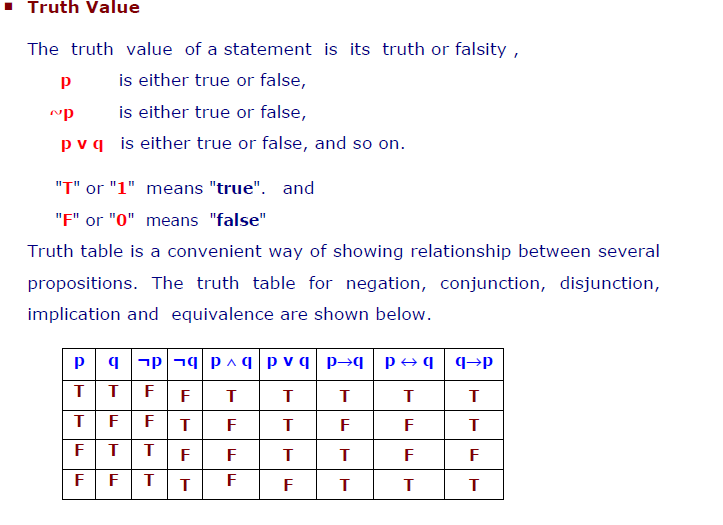 ▪ Truth Value
The truth value of a statement is its truth or falsity ,
p is either true or false,
~p is either true or false,
p v q is either true or false, and so on.
"T" or "1" means "true". and
"F" or "0" means "false"
Truth table is a convenient way of showing relationship between several
propositions. The truth table for negation, conjunction, disjunction,
implication and equivalence are shown below.
p q ¬p ¬q p ∧ q p v q p→q p ↔ q q→p
T T F F T T T T T
T F F T F T F F T
F T T F F T T F F
F F T T F F T T T